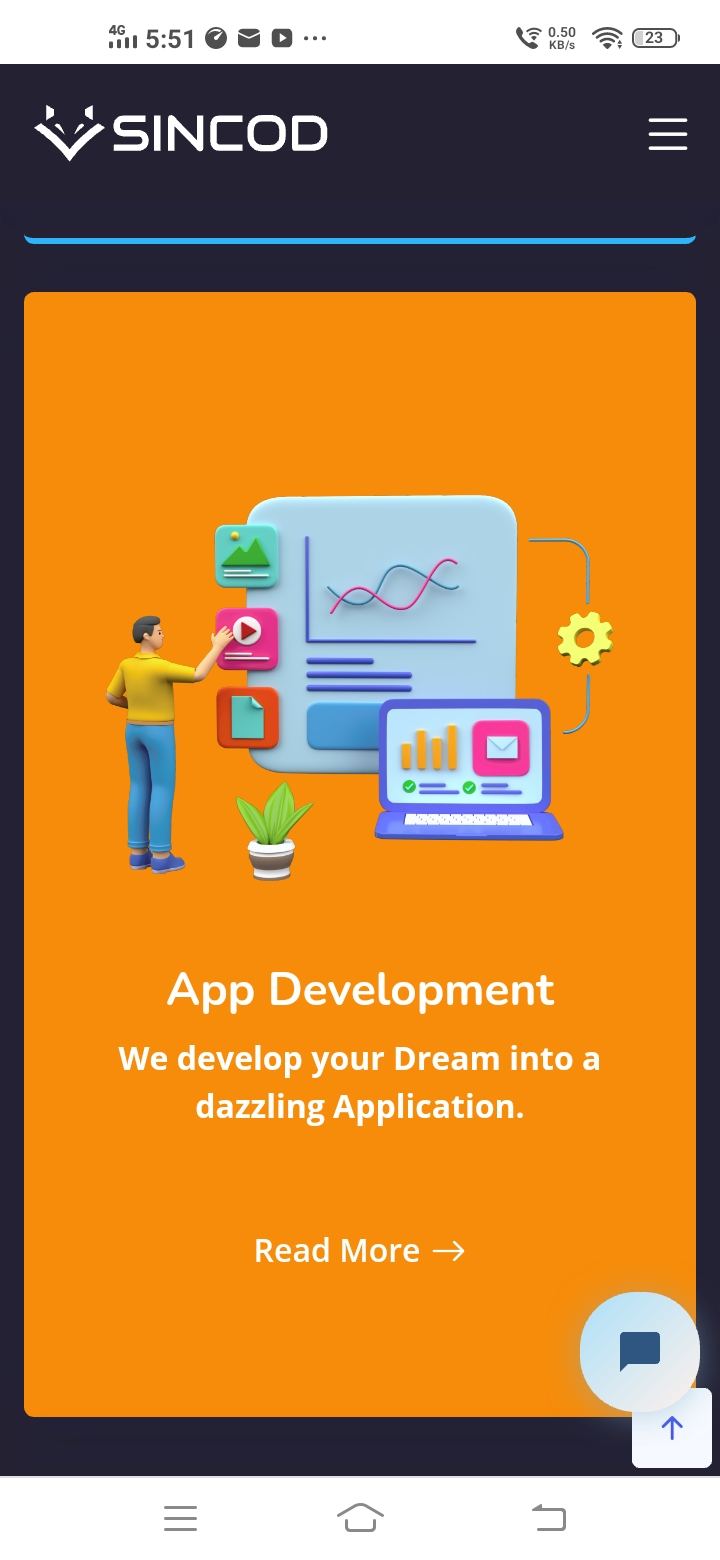 4G 5:51 0.50 KB/s 23
SINCOD
App Development
We develop your Dream into a
dazzling Application.
Read More →